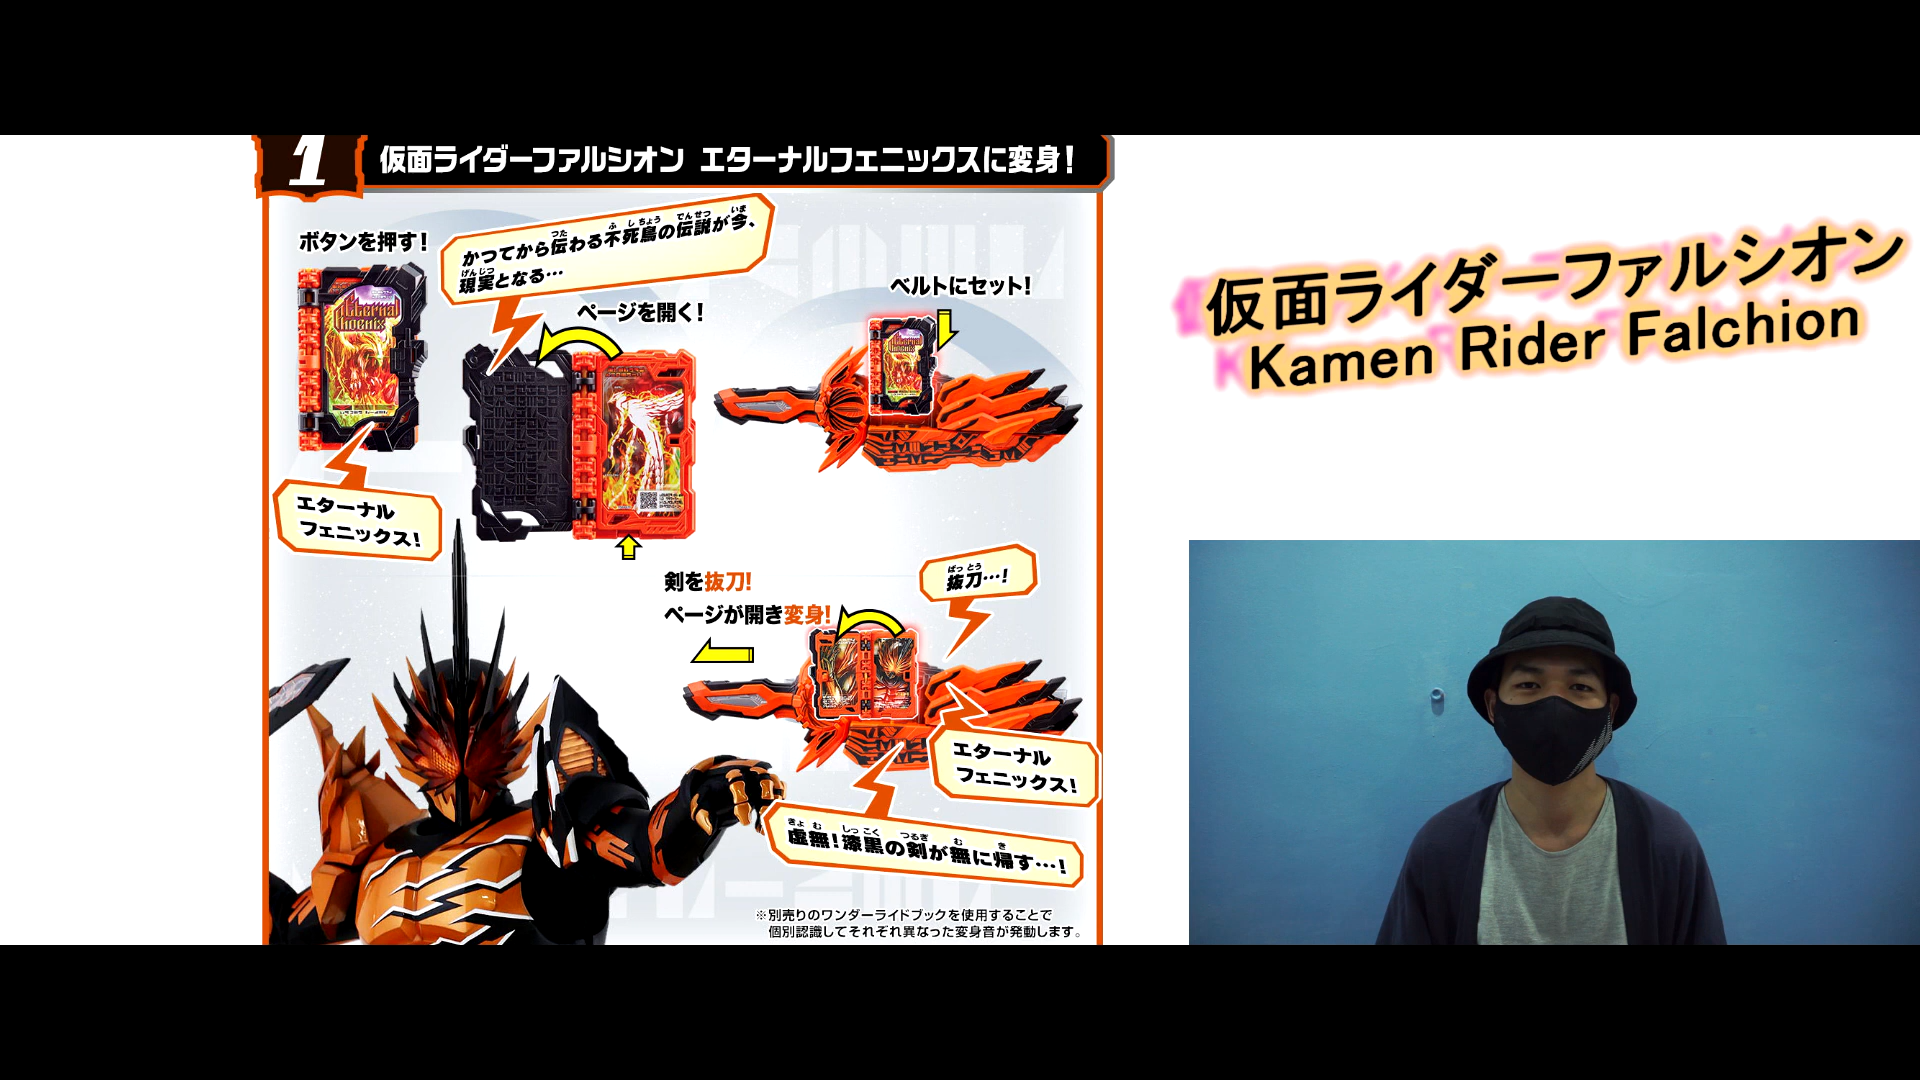 1
仮面ライダーファルシオン エターナルフェニックスに変身!
ボタンを押す!
かつてから伝わる不死鳥の伝説が今、
現実となる…
ページを開く!
ベルトにセット!
Eternal
Phoenix
エターナル
フェニックス!
剣を抜刀!
ページが開き変身!
抜刀…!
エターナル
フェニックス!
虚無!漆黒の剣が無に帰す…!
※別売りのワンダーライドブックを使用することで
個別認識してそれぞれ異なった変身音が発動します。
仮面ライダーファルシオン
Kamen Rider Falchion